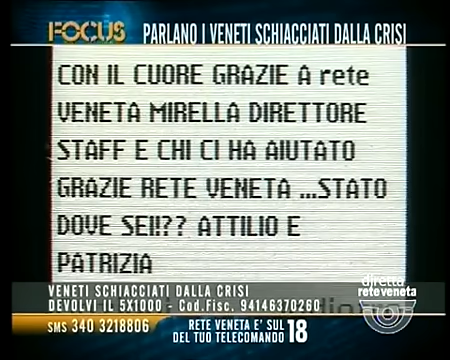 FOCUS PARLANO I VENETI SCHIACCIATI DALLA CRISI
CON IL CUORE GRAZIE A rete
VENETA MIRELLA DIRETTORE
STAFF E CHI CI HA AIUTATO
GRAZIE RETE VENETA ...STATO
DOVE SEI!?? ATTILIO E
PATRIZIA
diretta
reteveneta
VENETI SCHIACCIATI DALLA CRISI
DEVOLVI IL 5X1000 - Cod.Fisc. 94146370260
SMS 340 3218806
RETE VENETA E' SUL
DEL TUO TELECOMANDO 18